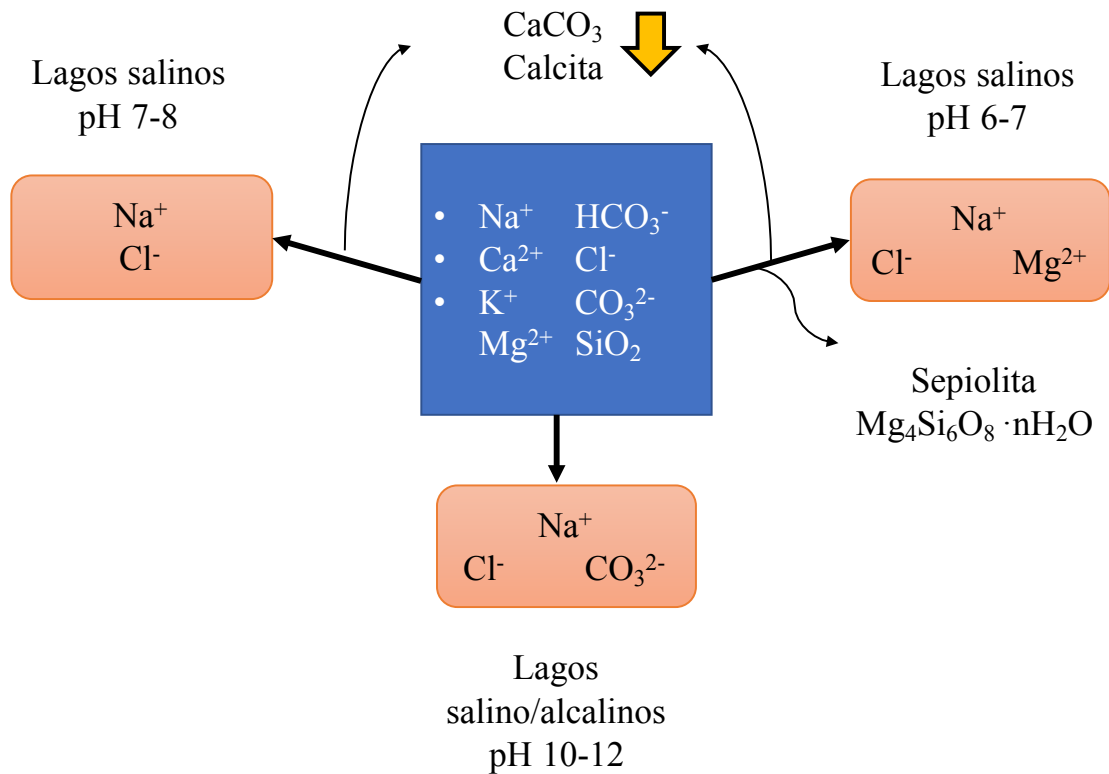 CaCO₃
Calcita
Lagos salinos
pH 7-8
Lagos salinos
pH 6-7
Na⁺
Cl⁻
• Na⁺ HCO₃⁻
• Ca²⁺ Cl⁻
• K⁺ CO₃²⁻
Mg²⁺ SiO₂
Na⁺
Cl⁻ Mg²⁺
Sepiolita
Mg₄Si₆O₈ ·nH₂O
Na⁺
Cl⁻ CO₃²⁻
Lagos
salino/alcalinos
pH 10-12